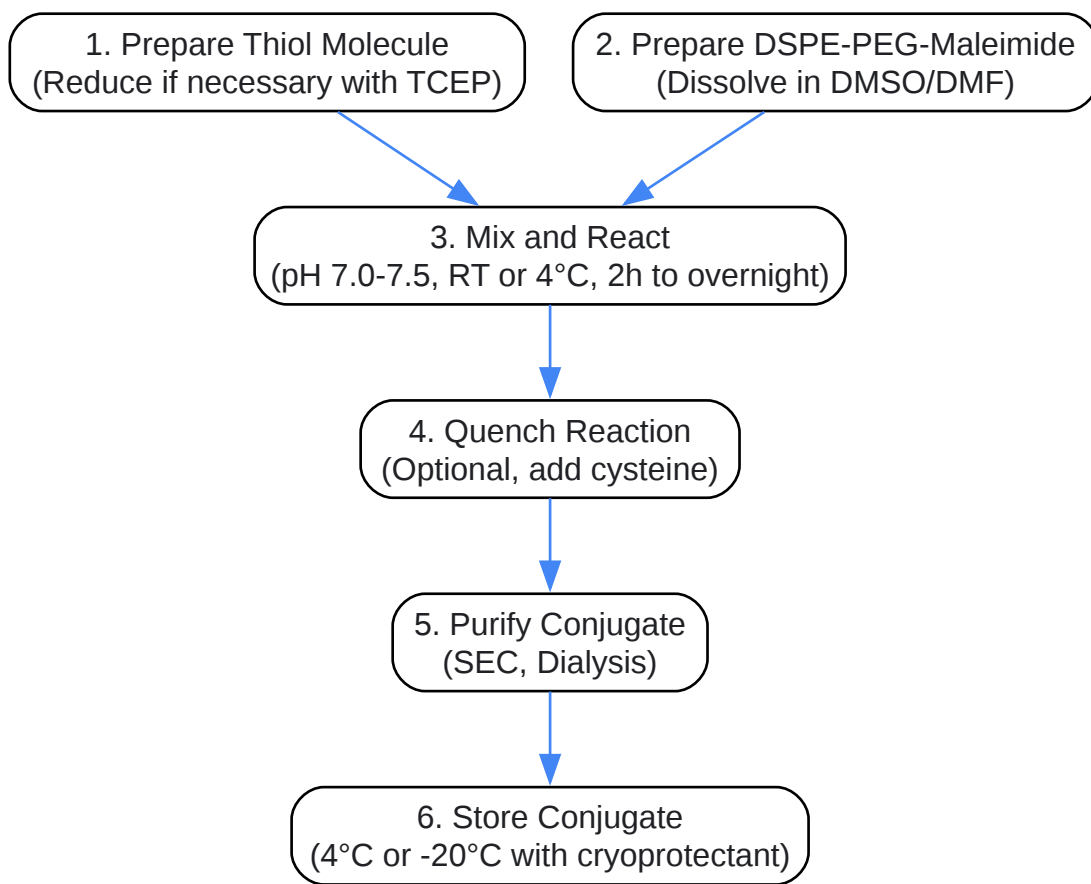 1. Prepare Thiol Molecule
(Reduce if necessary with TCEP)
2. Prepare DSPE-PEG-Maleimide
(Dissolve in DMSO/DMF)
3. Mix and React
(pH 7.0-7.5, RT or 4°C, 2h to overnight)
4. Quench Reaction
(Optional, add cysteine)
5. Purify Conjugate
(SEC, Dialysis)
6. Store Conjugate
(4°C or -20°C with cryoprotectant)